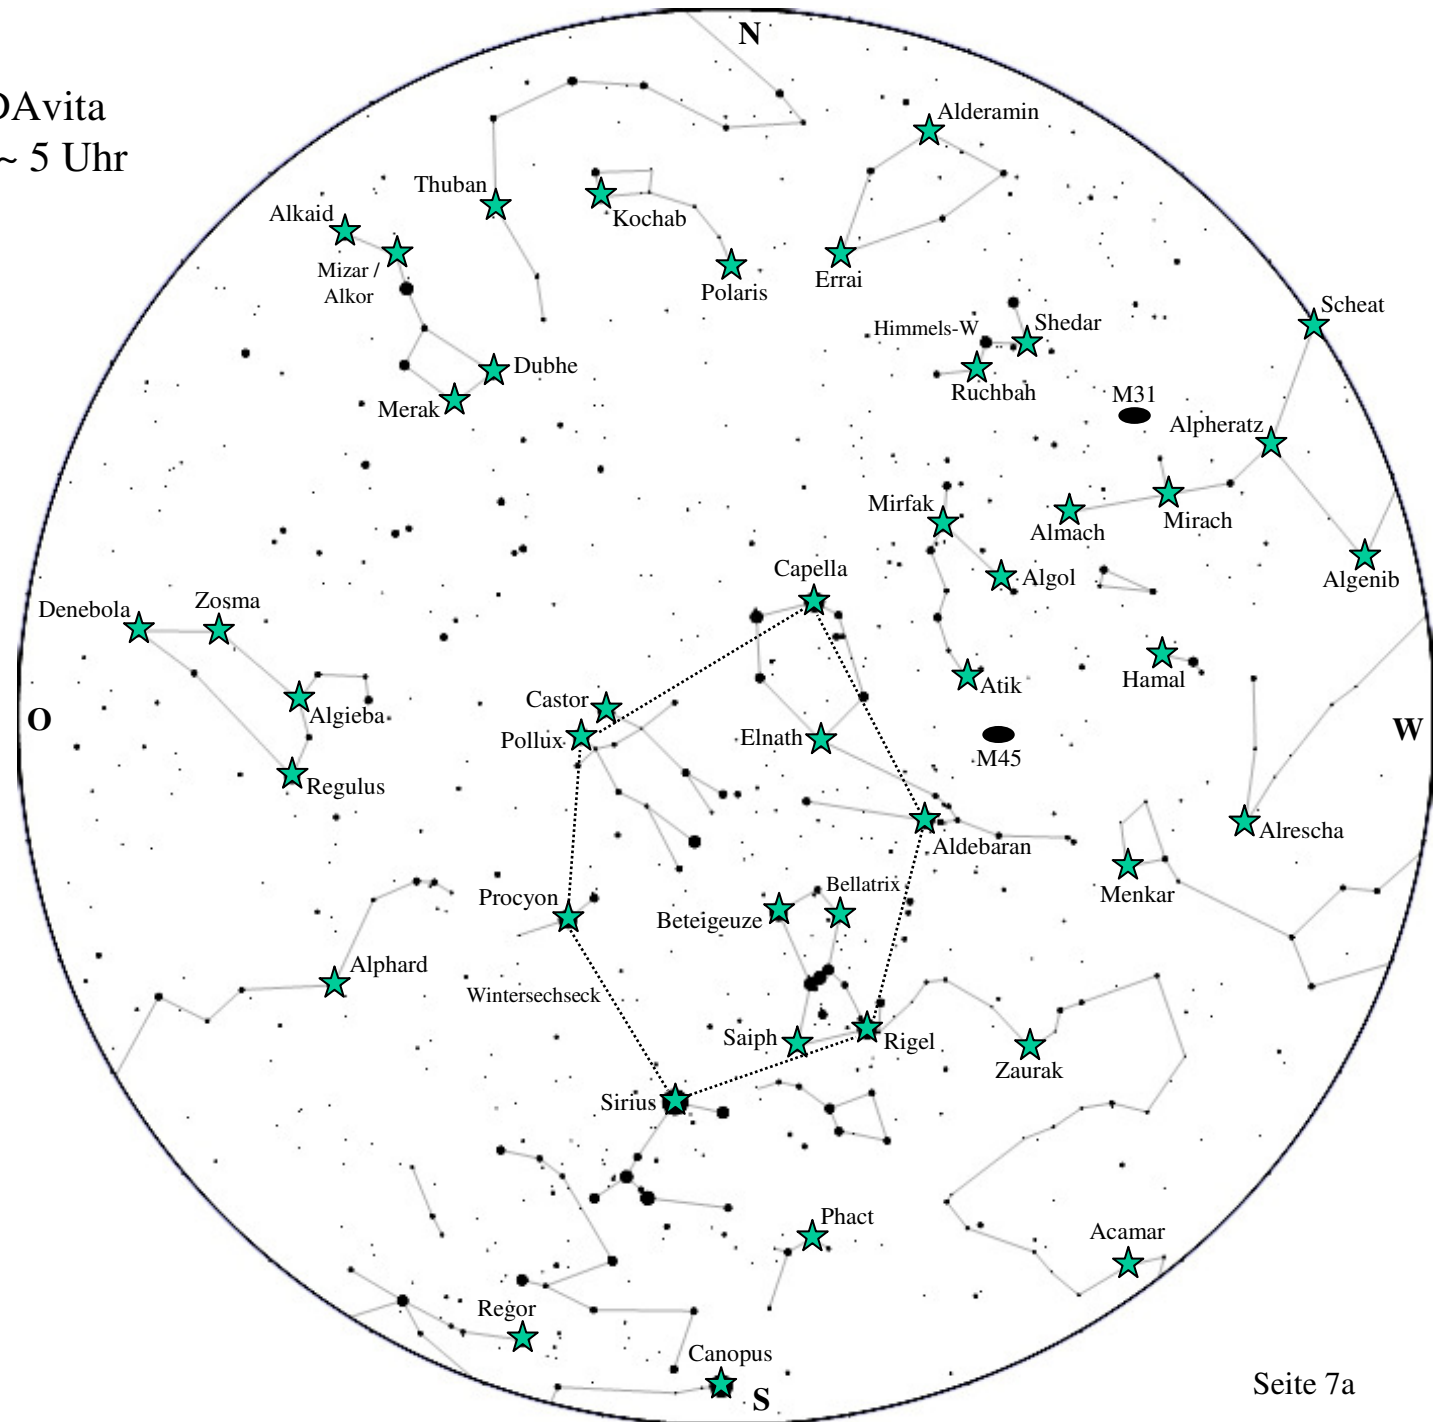 N
DAvita
~ 5 Uhr
Alderamin
Thuban
Alkaid
Kochab
Mizar /
Alkor
Errai
Polaris
Scheat
Himmels-W
Shedar
Dubhe
Ruchbah
Merak
M31
Alpheratz
Mirfak
Mirach
Almach
Capella
Algol
Algenib
Denebola
Zosma
Hamal
Atik
Castor
Algieba
O
W
Pollux
Elnath
M45
Regulus
Alrescha
Aldebaran
Bellatrix
Menkar
Procyon
Beteigeuze
Alphard
Wintersechseck
Saiph
Rigel
Zaurak
Sirius
Phact
Acamar
Regor
Canopus
Seite 7a
S